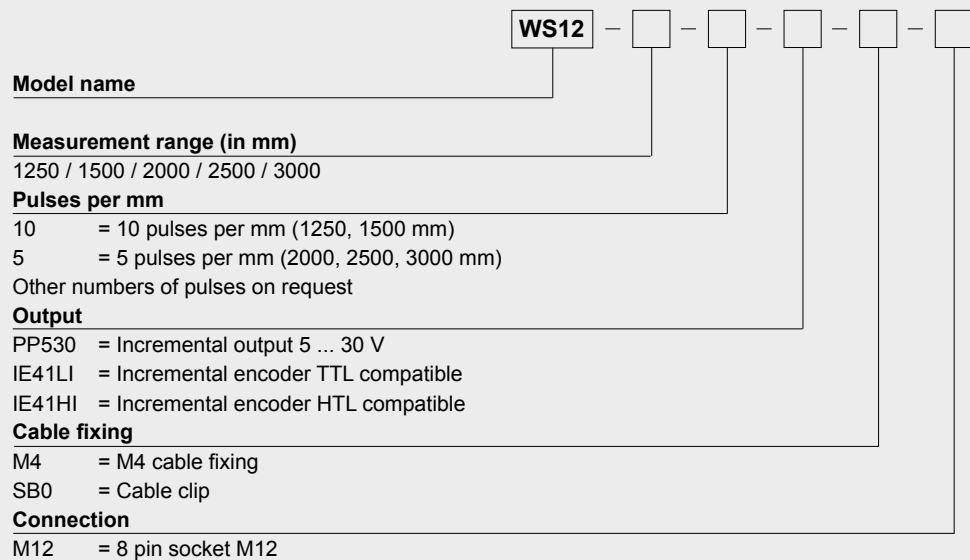 WS12 – – – – –
Model name
Measurement range (in mm)
1250 / 1500 / 2000 / 2500 / 3000
Pulses per mm
10 = 10 pulses per mm (1250, 1500 mm)
5 = 5 pulses per mm (2000, 2500, 3000 mm)
Other numbers of pulses on request
Output
PP530 = Incremental output 5 ... 30 V
IE41LI = Incremental encoder TTL compatible
IE41HI = Incremental encoder HTL compatible
Cable fixing
M4 = M4 cable fixing
SB0 = Cable clip
Connection
M12 = 8 pin socket M12